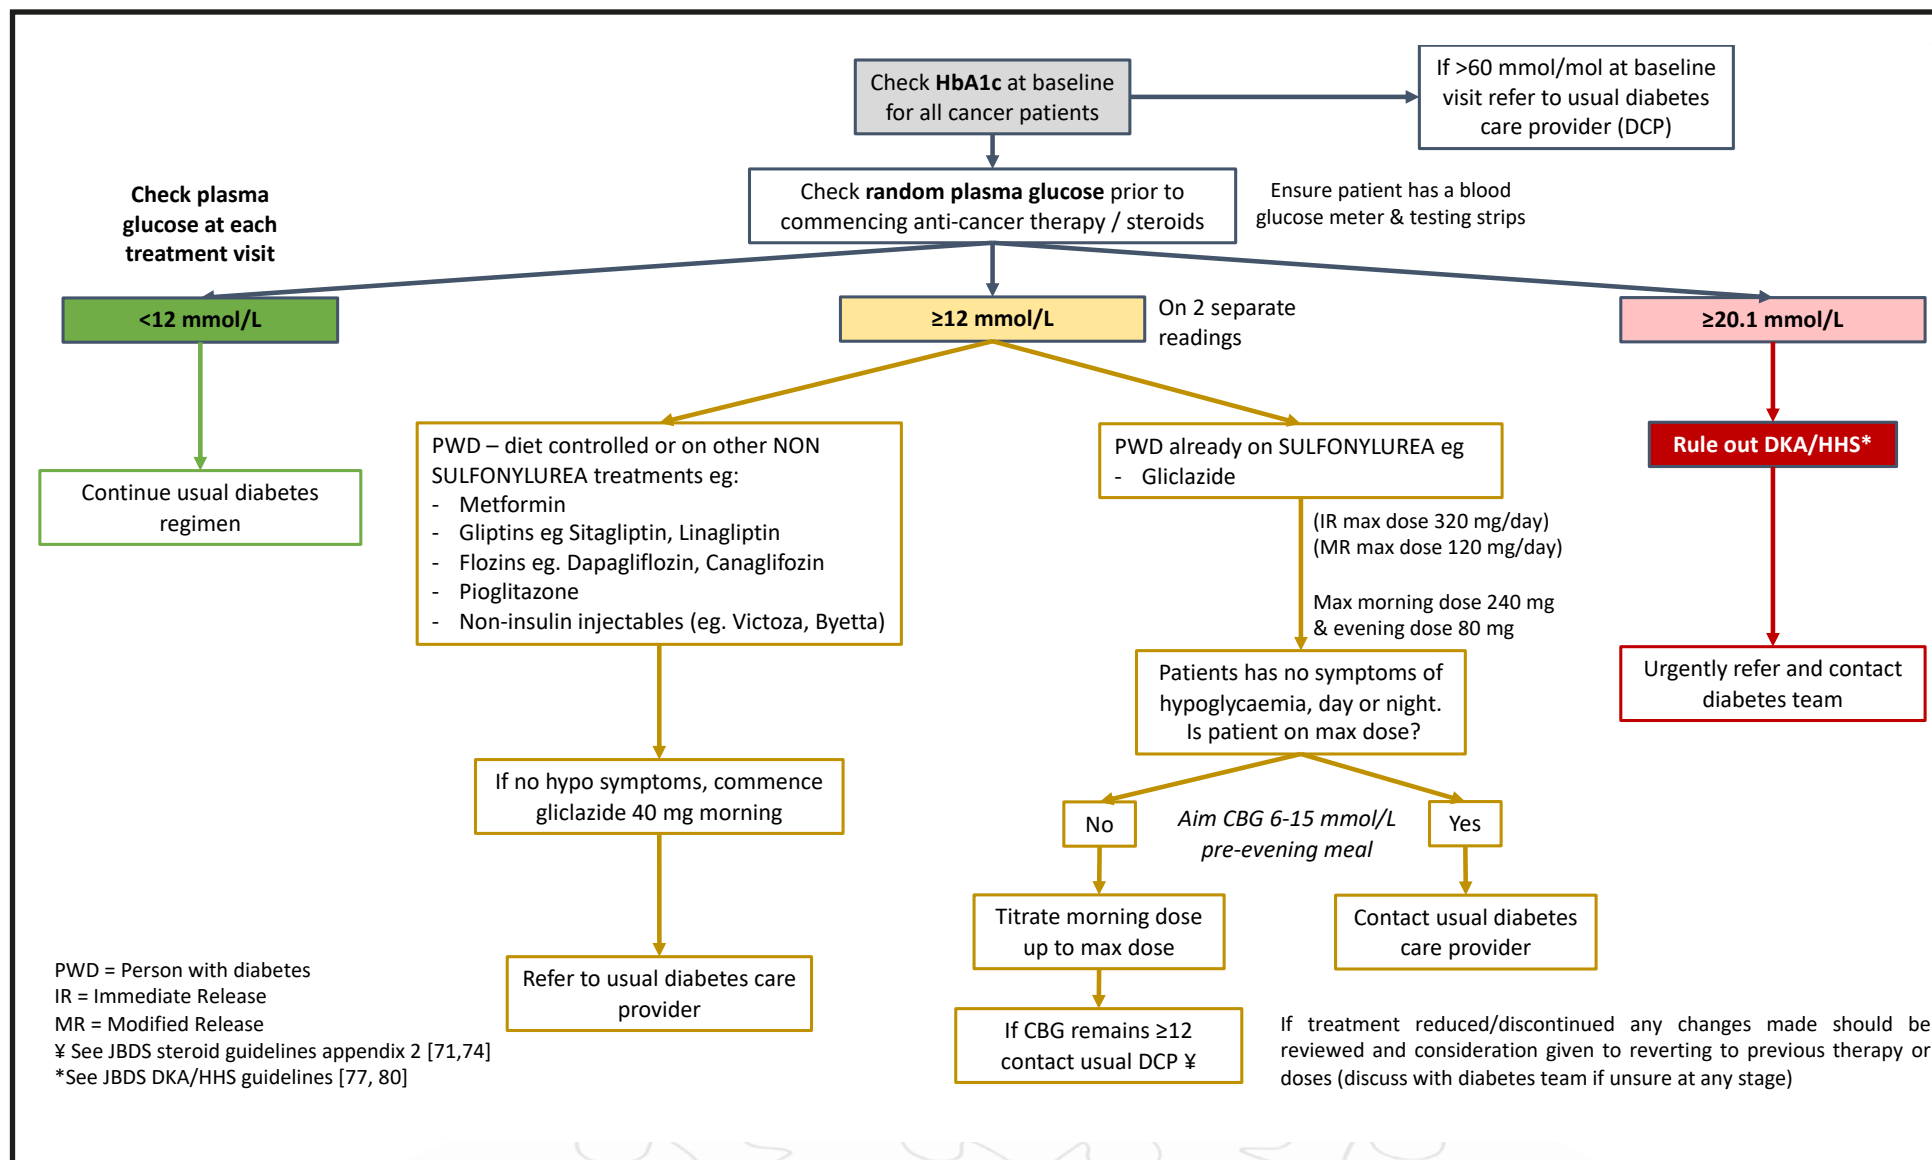 Check HbA1c at baseline
for all cancer patients
If >60 mmol/mol at baseline
visit refer to usual diabetes
care provider (DCP)
Check plasma
glucose at each
treatment visit
Check random plasma glucose prior to
commencing anti-cancer therapy / steroids
Ensure patient has a blood
glucose meter & testing strips
<12 mmol/L
≥12 mmol/L
On 2 separate
readings
≥20.1 mmol/L
Continue usual diabetes
regimen
PWD – diet controlled or on other NON
SULFONYLUREA treatments eg:
- Metformin
- Gliptins eg Sitagliptin, Linagliptin
- Flozins eg. Dapagliflozin, Canaglifozin
- Pioglitazone
- Non-insulin injectables (eg. Victoza, Byetta)
If no hypo symptoms, commence
gliclazide 40 mg morning
Refer to usual diabetes care
provider
PWD already on SULFONYLUREA eg
- Gliclazide
(IR max dose 320 mg/day)
(MR max dose 120 mg/day)
Max morning dose 240 mg
& evening dose 80 mg
Patients has no symptoms of
hypoglycaemia, day or night.
Is patient on max dose?
No
Aim CBG 6-15 mmol/L
pre-evening meal
Yes
Titrate morning dose
up to max dose
Contact usual diabetes
care provider
If CBG remains ≥12
contact usual DCP ¥
Rule out DKA/HHS*
Urgently refer and contact
diabetes team
PWD = Person with diabetes
IR = Immediate Release
MR = Modified Release
¥ See JBDS steroid guidelines appendix 2 [71,74]
*See JBDS DKA/HHS guidelines [77, 80]
If treatment reduced/discontinued any changes made should be
reviewed and consideration given to reverting to previous therapy or
doses (discuss with diabetes team if unsure at any stage)